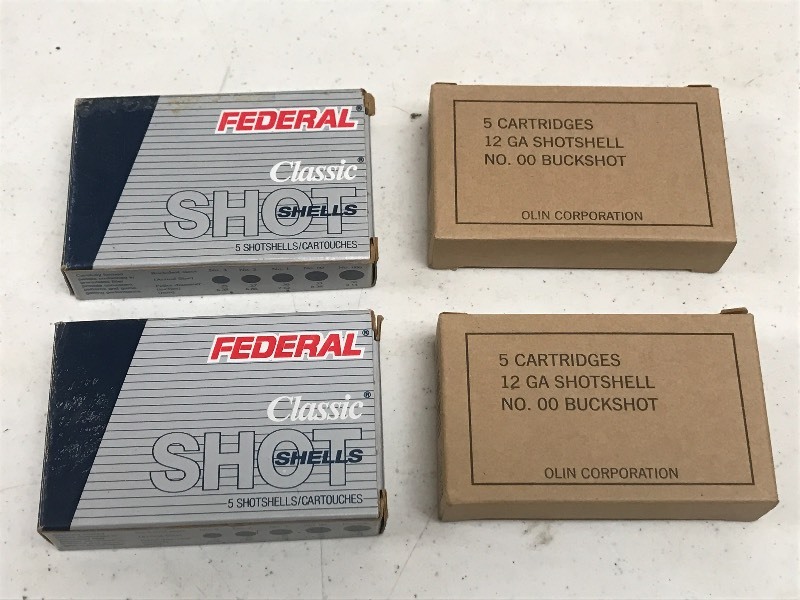 FEDERAL®
Classic®
SHOT
SHELLS
5 SHOTSHELLS/CARTOUCHES
5 CARTRIDGES
12 GA SHOTSHELL
NO. 00 BUCKSHOT
OLIN CORPORATION
FEDERAL®
Classic®
SHOT
SHELLS
5 SHOTSHELLS/CARTOUCHES
5 CARTRIDGES
12 GA SHOTSHELL
NO. 00 BUCKSHOT
OLIN CORPORATION